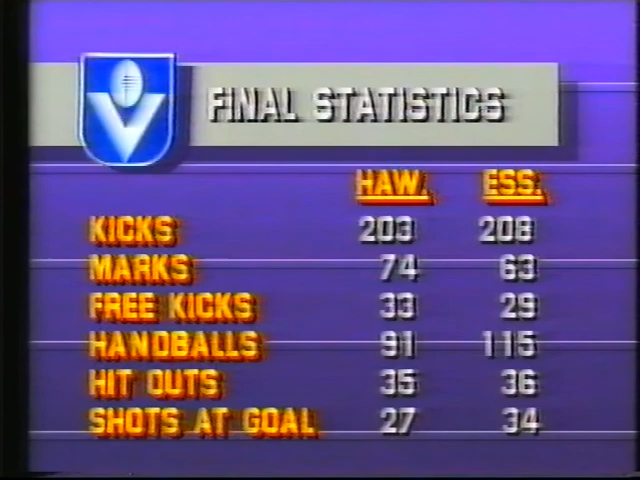 FINAL STATISTICS
HAW. ESS.
KICKS 203 208
MARKS 74 63
FREE KICKS 33 29
HANDBALLS 91 115
HIT OUTS 35 36
SHOTS AT GOAL 27 34